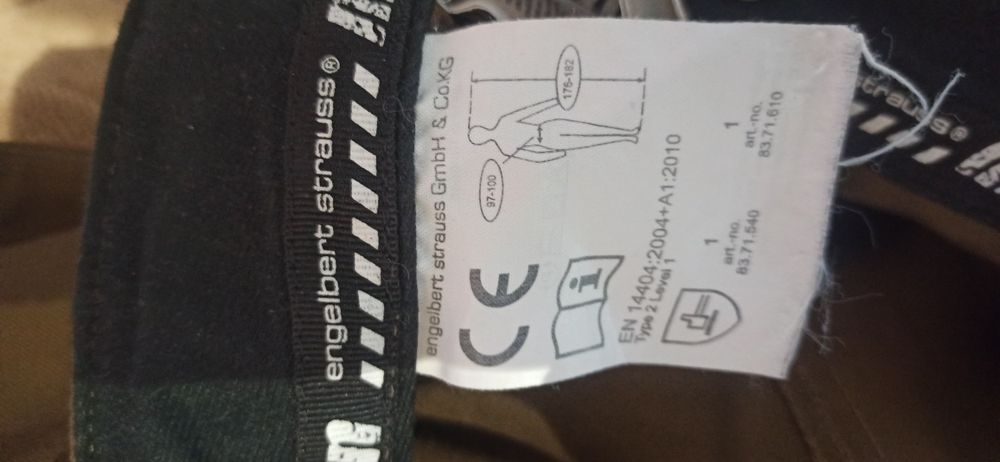 engelbert strauss®
engelbert strauss GmbH & Co.KG
176-182
97-100
CE
i
EN 14404:2004+A1:2010
Type 2 Level 1
1
art.-no.
83.71.540
1
art.-no.
83.71.610
strauss®